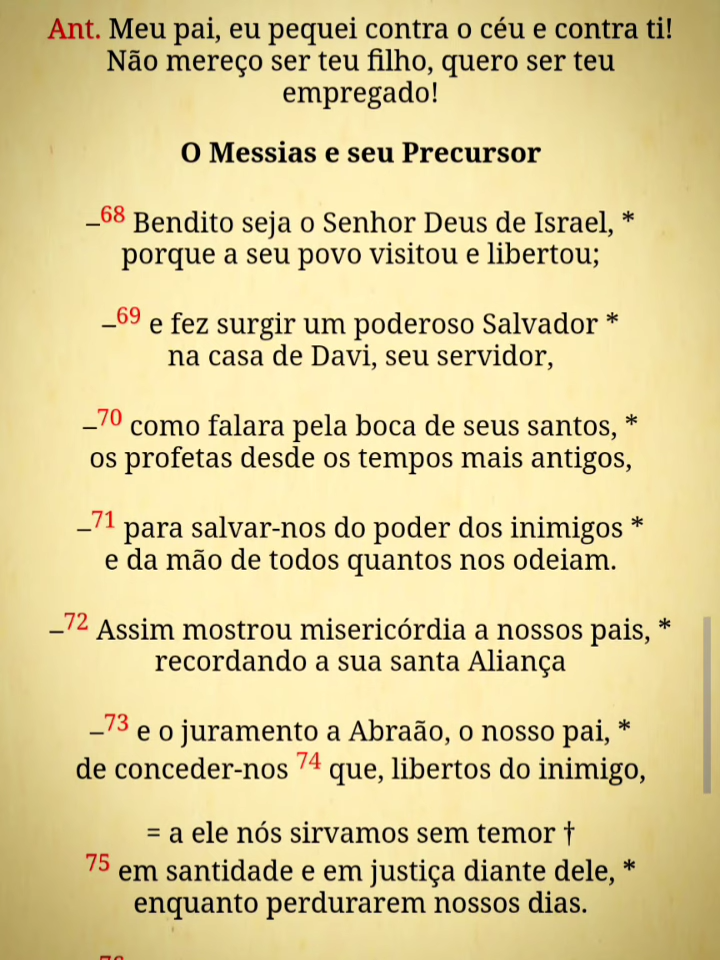 Ant. Meu pai, eu pequei contra o céu e contra ti!
Não mereço ser teu filho, quero ser teu
empregado!
O Messias e seu Precursor
–68 Bendito seja o Senhor Deus de Israel, *
porque a seu povo visitou e libertou;
–69 e fez surgir um poderoso Salvador *
na casa de Davi, seu servidor,
–70 como falara pela boca de seus santos, *
os profetas desde os tempos mais antigos,
–71 para salvar-nos do poder dos inimigos *
e da mão de todos quantos nos odeiam.
–72 Assim mostrou misericórdia a nossos pais, *
recordando a sua santa Aliança
–73 e o juramento a Abraão, o nosso pai, *
de conceder-nos 74 que, libertos do inimigo,
= a ele nós sirvamos sem temor †
75 em santidade e em justiça diante dele, *
enquanto perdurarem nossos dias.